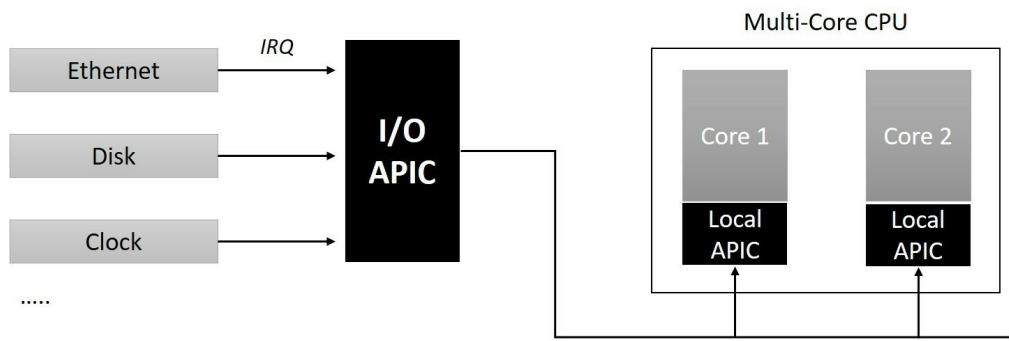 Multi-Core CPU
IRQ
Ethernet
Disk
Clock
.....
I/O
APIC
Core 1
Local
APIC
Core 2
Local
APIC